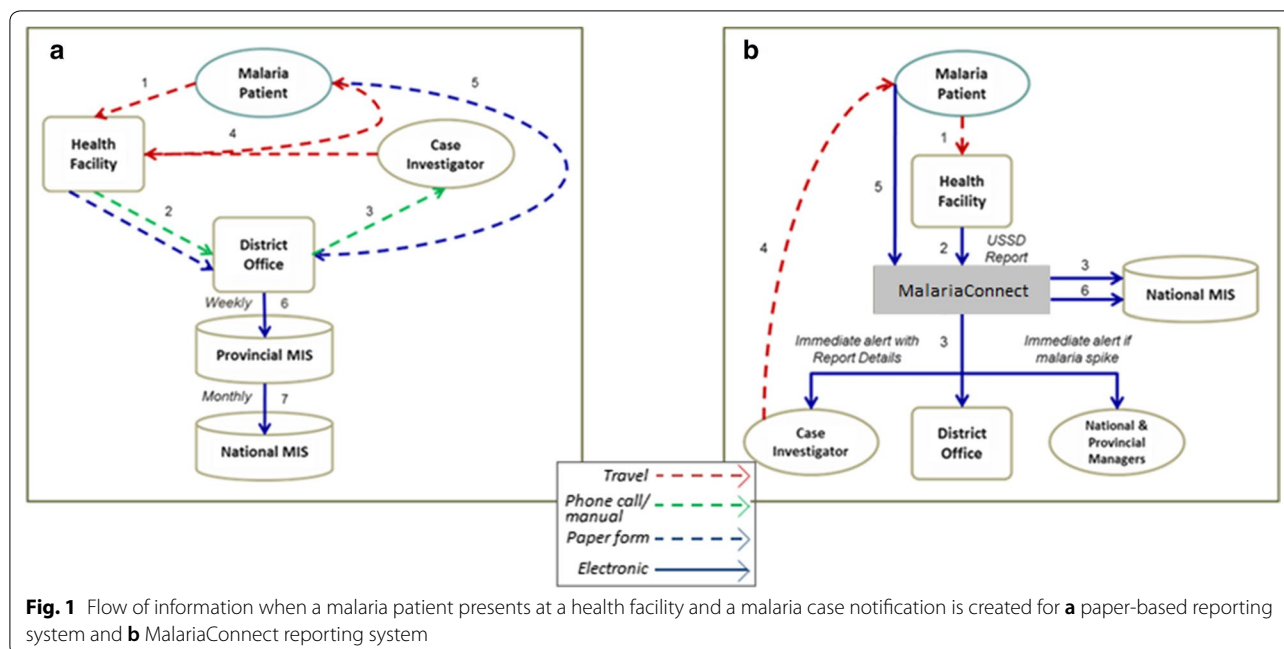 a
1
Malaria
Patient
5
4
Health
Facility
Case
Investigator
2
3
District
Office
Weekly
6
Provincial MIS
Monthly
7
National MIS
b
Malaria
Patient
1
Health
Facility
5
4
2
USSD
Report
MalariaConnect
3
6
National MIS
Immediate alert with
Report Details
3
Immediate alert if
malaria spike
Case
Investigator
District
Office
National &
Provincial
Managers
Travel
Phone call/
manual
Paper form
Electronic
Fig. 1 Flow of information when a malaria patient presents at a health facility and a malaria case notification is created for a paper-based reporting
system and b MalariaConnect reporting system